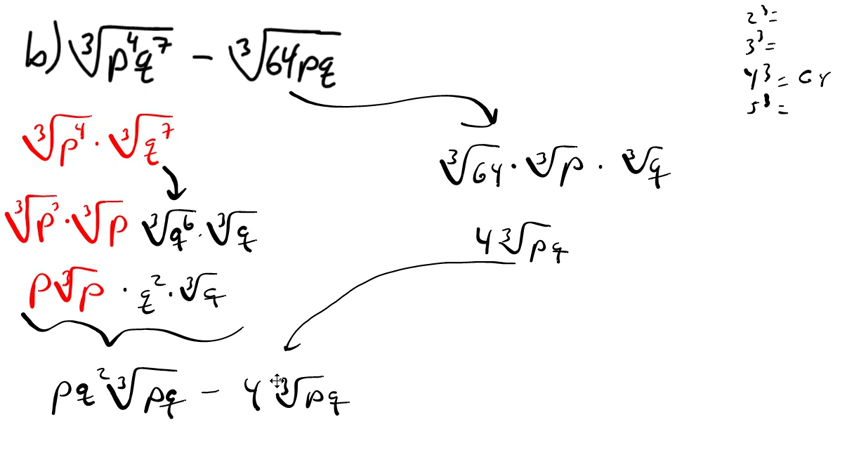 b) ∛(p⁴q⁷) − ∛(64pq)
∛(p⁴) · ∛(q⁷)
∛(p³) · ∛p ∛(q⁶) · ∛q
p∛p · q² · ∛q
pq² ∛(pq) − 4 ∛(pq)
∛64 · ∛p · ∛q
4 ∛(pq)
2³ =
3³ =
4³ = 64
5³ =